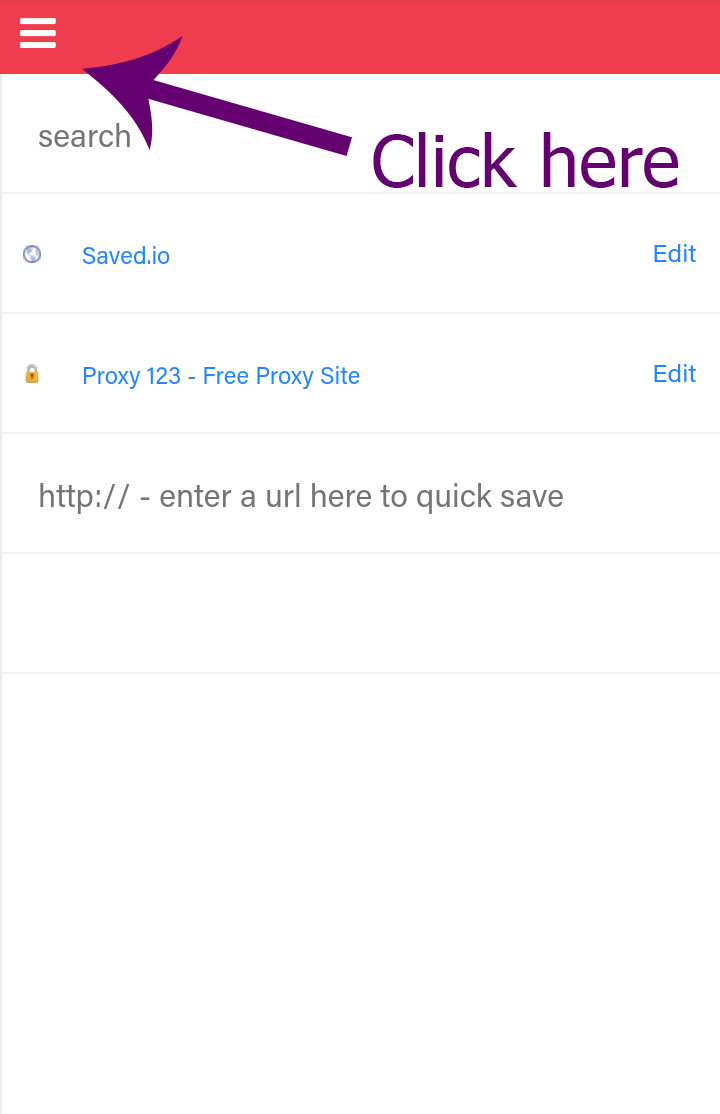 search
Click here
Saved.io
Edit
Proxy 123 - Free Proxy Site
Edit
http:// - enter a url here to quick save